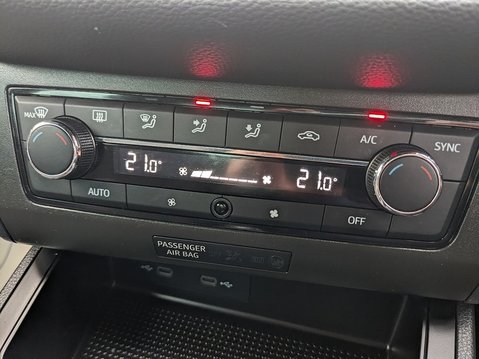 MAX
A/C
SYNC
21.0
21.0
AUTO
OFF
PASSENGER
AIR BAG